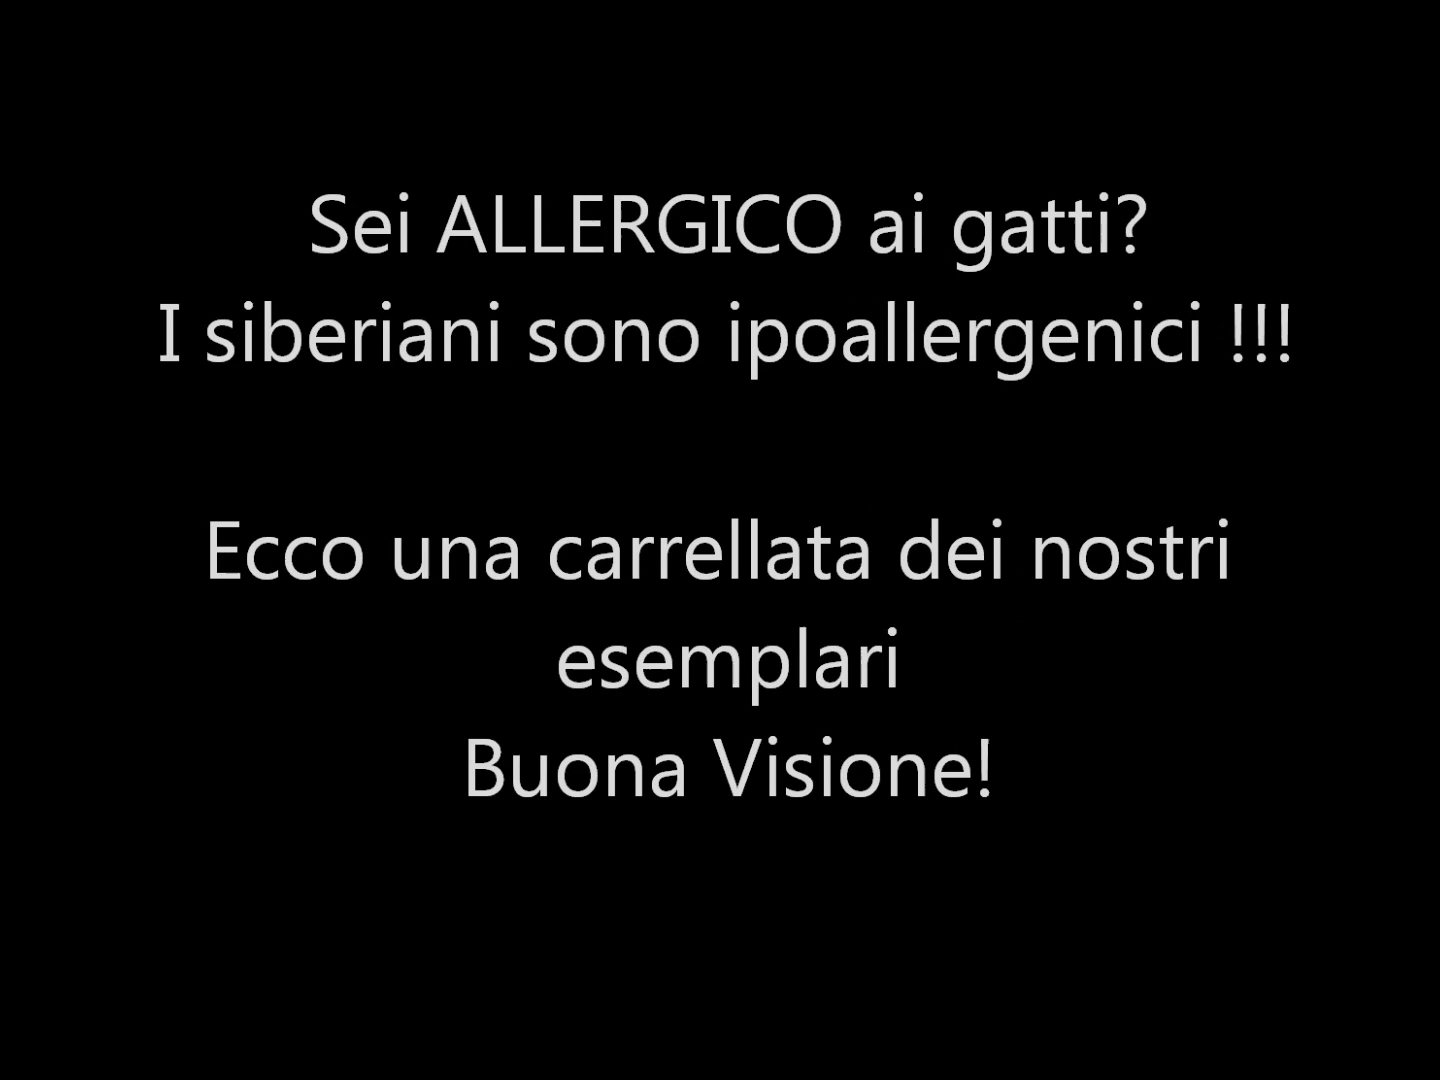 Sei ALLERGICO ai gatti?
I siberiani sono ipoallergenici !!!
Ecco una carrellata dei nostri
esemplari
Buona Visione!